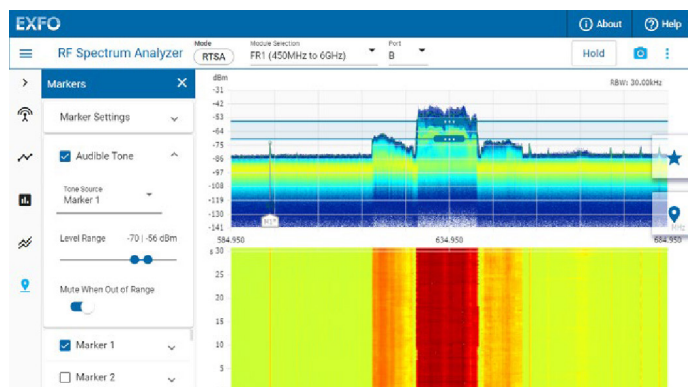 EXFO
About
Help
RF Spectrum Analyzer
Mode
RTSA
Module Selection
FR1 (450MHz to 6GHz)
Port
B
Hold
Markers
Marker Settings
Audible Tone
Tone Source
Marker 1
Level Range
-70 | -56 dBm
Mute When Out of Range
Marker 1
Marker 2
dBm
RBW: 30.00kHz
-31
-42
-53
-64
-75
-86
-97
-108
-119
-130
-141
M1*
584.950
634.950
684.950
MHz
s 30
25
20
15
10
5